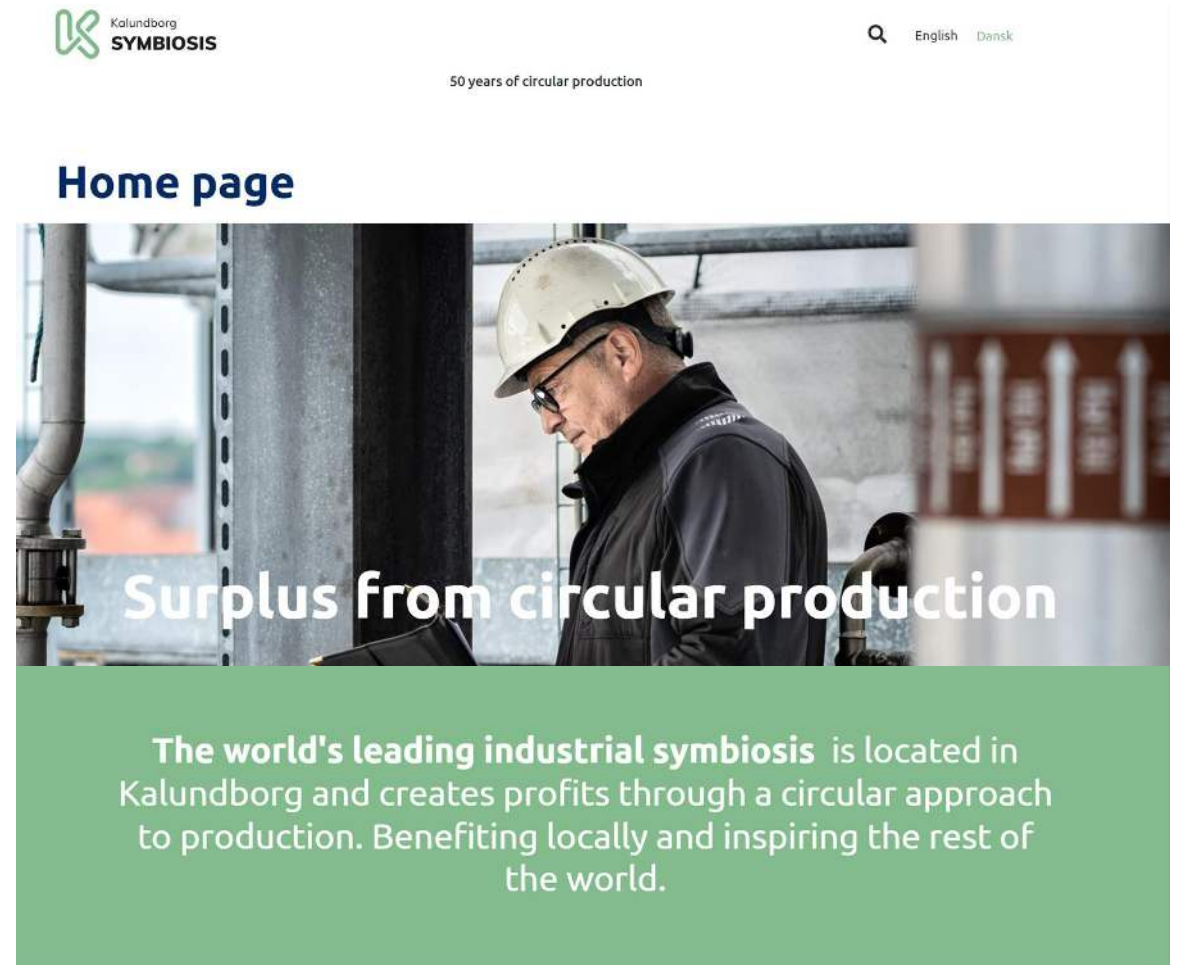 Kalundborg
SYMBIOSIS
English Dansk
50 years of circular production
Home page
Surplus from circular production
The world's leading industrial symbiosis is located in
Kalundborg and creates profits through a circular approach
to production. Benefiting locally and inspiring the rest of
the world.